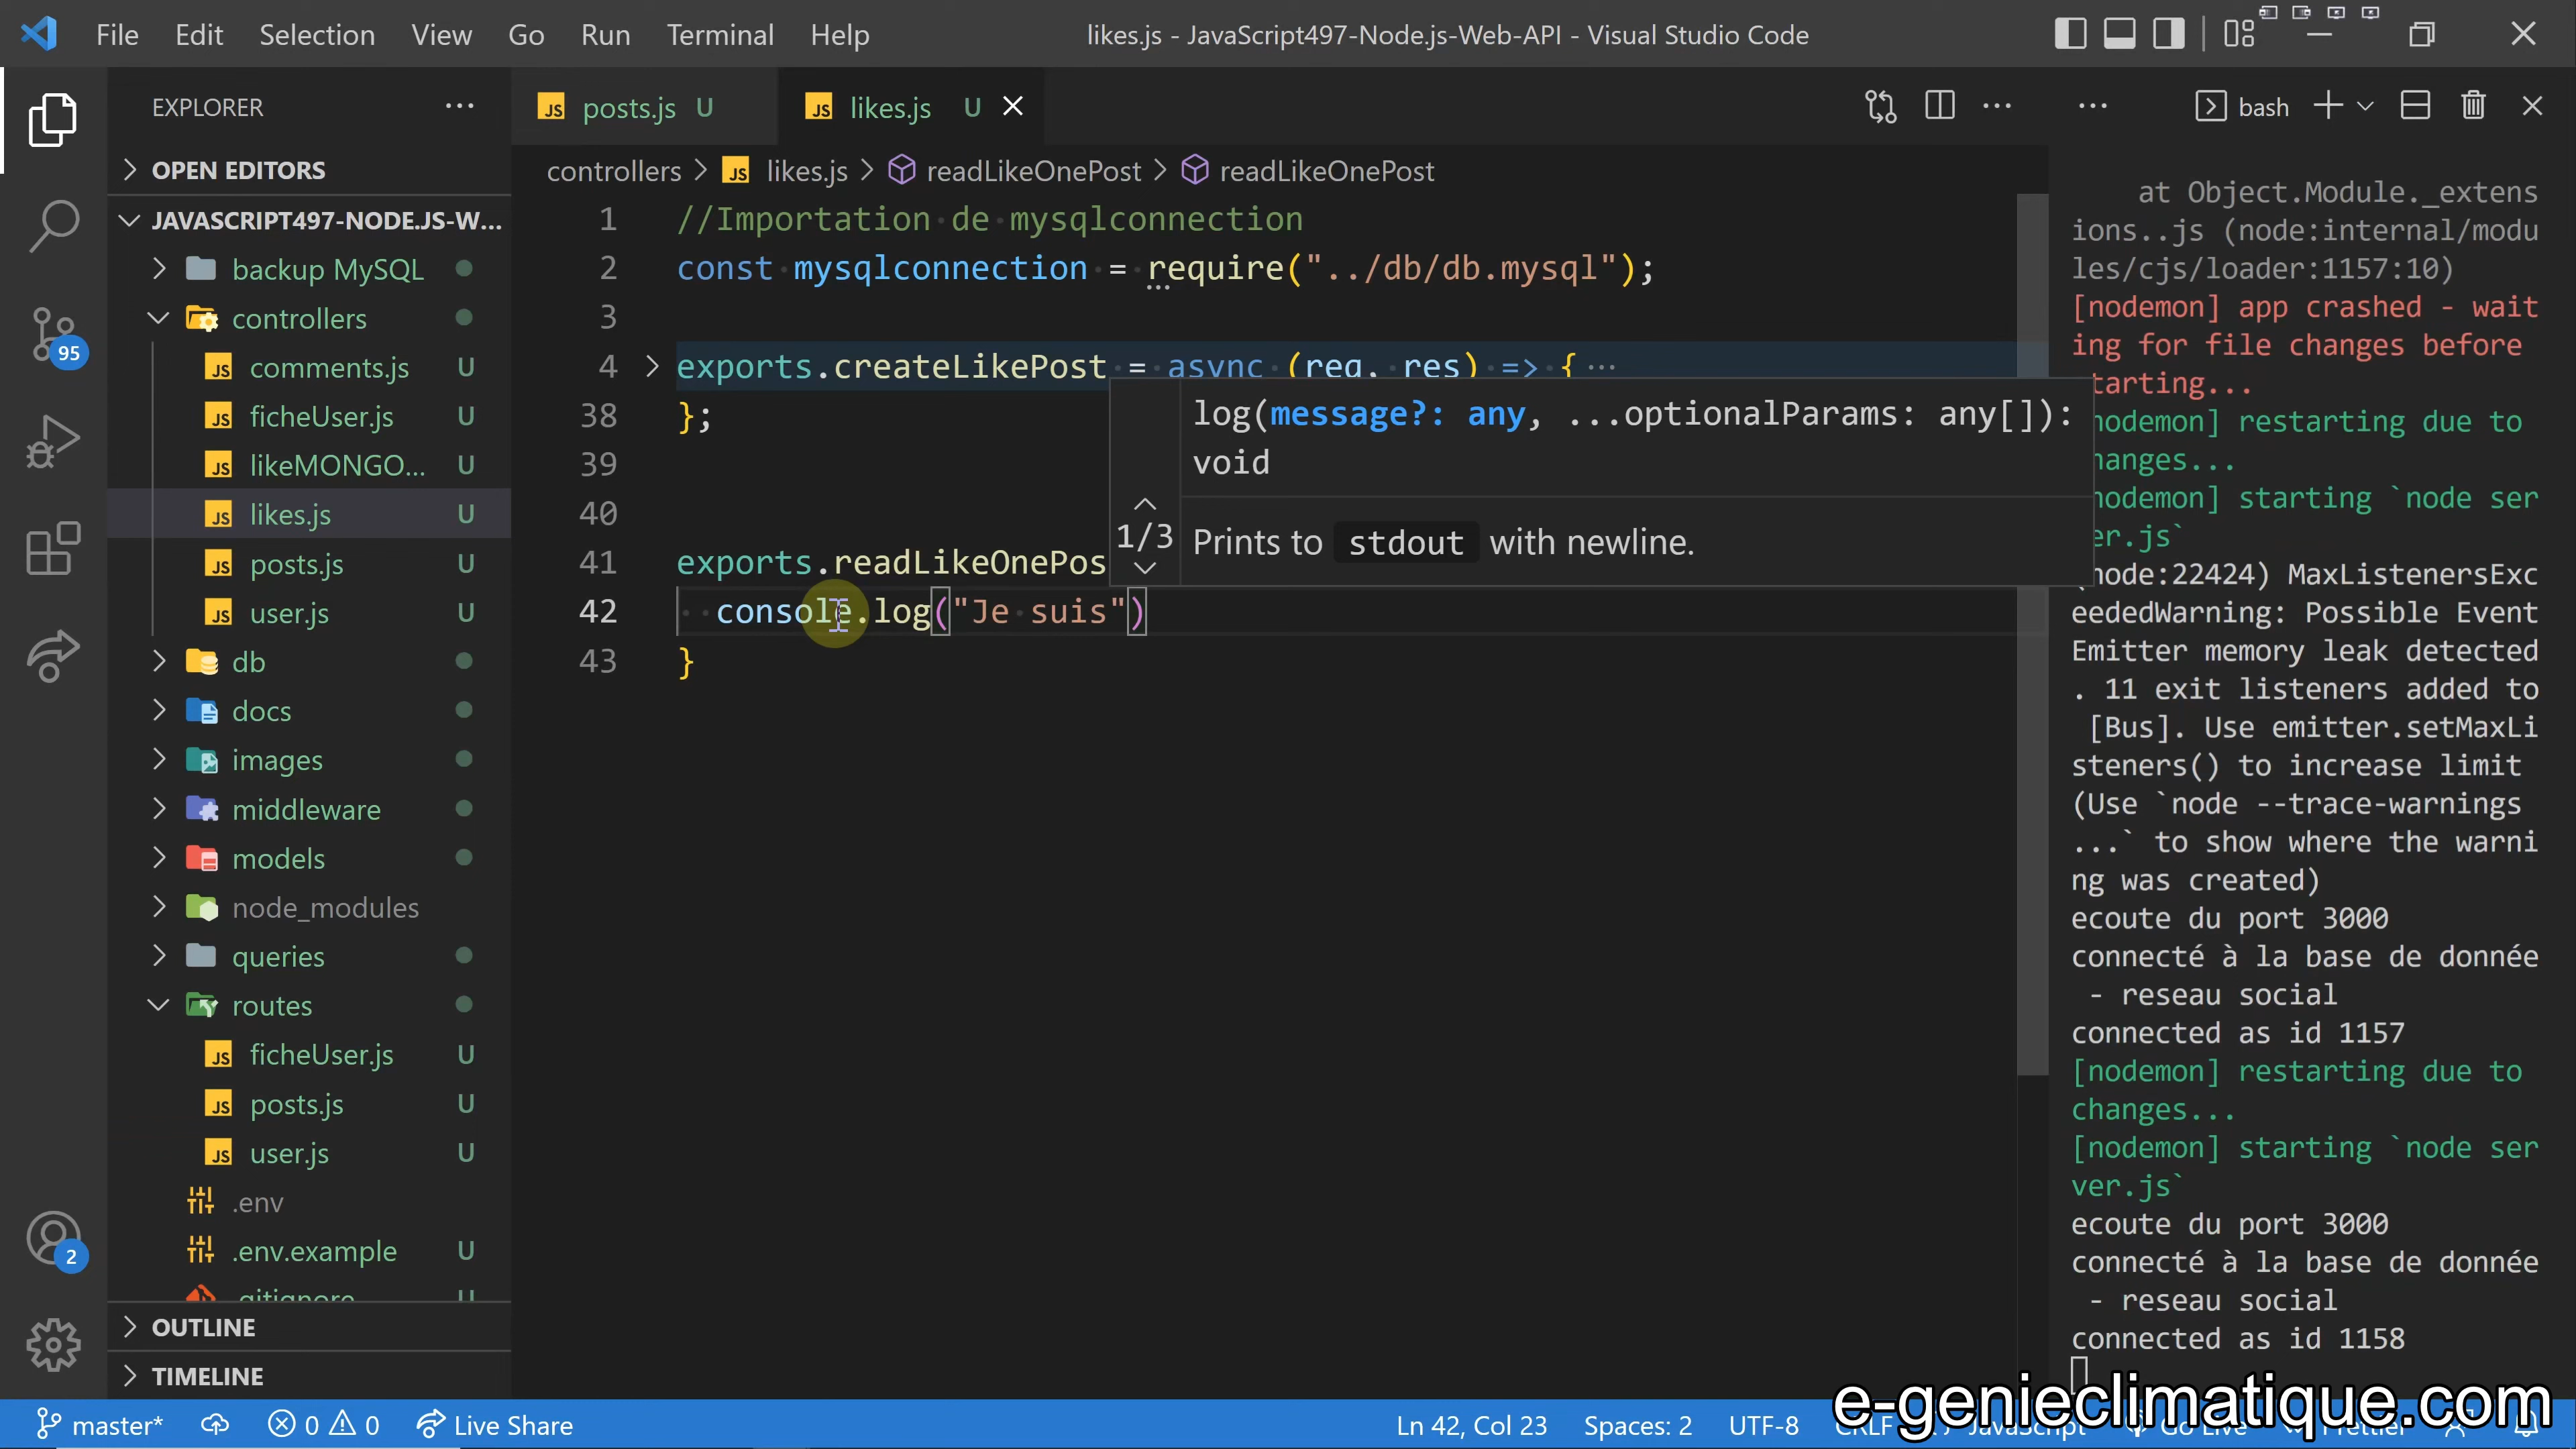 File Edit Selection View Go Run Terminal Help
likes.js - JavaScript497-Node.js-Web-API - Visual Studio Code
EXPLORER
OPEN EDITORS
JAVASCRIPT497-NODE.JS-W...
backup MySQL
controllers
comments.js U
ficheUser.js U
likeMONGO... U
likes.js U
posts.js U
user.js U
db
docs
images
middleware
models
node_modules
queries
routes
ficheUser.js U
posts.js U
user.js U
.env
.env.example U
.gitignore U
OUTLINE
TIMELINE
95
2
posts.js U
likes.js U
controllers > likes.js > readLikeOnePost > readLikeOnePost
1 //Importation de mysqlconnection
2 const mysqlconnection = require("../db/db.mysql");
3
4 exports.createLikePost = async (req, res) => {
38 };
39
40
41 exports.readLikeOnePos
42 console.log("Je suis")
43 }
log(message?: any, ...optionalParams: any[]):
void
1/3
Prints to stdout with newline.
bash
at Object.Module._extens
ions..js (node:internal/modu
les/cjs/loader:1157:10)
[nodemon] app crashed - wait
ing for file changes before
tarting...
nodemon] restarting due to
hanges...
nodemon] starting `node ser
er.js`
node:22424) MaxListenersExc
eededWarning: Possible Event
Emitter memory leak detected
. 11 exit listeners added to
[Bus]. Use emitter.setMaxLi
steners() to increase limit
(Use `node --trace-warnings
...` to show where the warni
ng was created)
ecoute du port 3000
connecté à la base de donnée
- reseau social
connected as id 1157
[nodemon] restarting due to
changes...
[nodemon] starting `node ser
ver.js`
ecoute du port 3000
connecté à la base de donnée
- reseau social
connected as id 1158
master* 0 0 Live Share
Ln 42, Col 23 Spaces: 2 UTF-8 CRLF JavaScript Go Live Prettier
e-genieclimatique.com